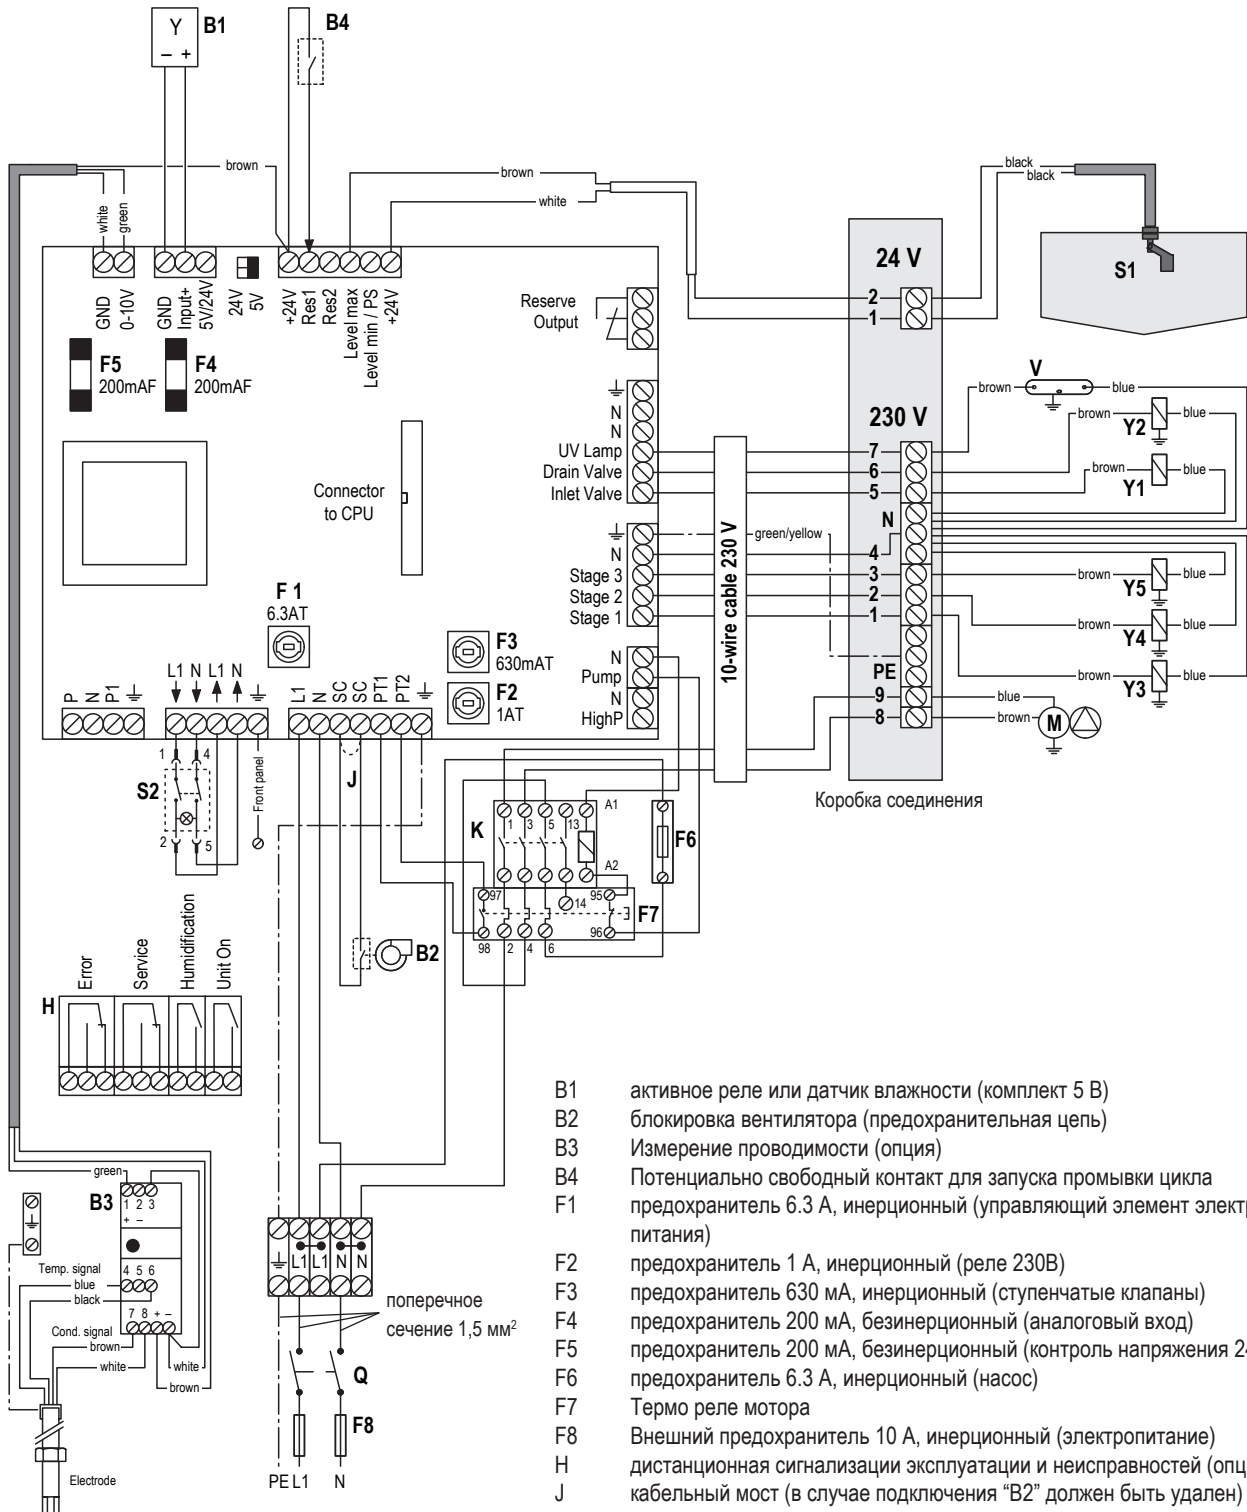 Y
– +
B1
B4
brown
white
green
brown
white
black
black
S1
24 V
2
1
GND
0-10V
GND
Input+
5V/24V
24V
5V
+24V
Res1
Res2
Level max
Level min / PS
+24V
Reserve
Output
F5
200mAF
F4
200mAF
N
N
UV Lamp
Drain Valve
Inlet Valve
230 V
7
6
5
N
4
3
2
1
PE
9
8
V
brown
blue
brown
Y2
blue
brown
Y1
blue
Connector
to CPU
10-wire cable 230 V
green/yellow
N
Stage 3
Stage 2
Stage 1
brown
Y5
blue
brown
Y4
blue
brown
Y3
blue
F 1
6.3AT
F3
630mAT
F2
1AT
N
Pump
N
HighP
blue
brown
M
P
N
P1
L1 N L1 N
L1
N
SC
SC
PT1
PT2
Коробка соединения
1
4
S2
2
5
Front panel
J
K
1
3
5
13
A1
A2
F6
97
14
95
F7
98
2
4
6
96
B2
Error
Service
Humidification
Unit On
H
green
B3
1 2 3
+ –
Temp. signal
4 5 6
blue
black
7 8 + –
Cond. signal
brown
white
white
brown
Electrode
L1 L1 N N
поперечное
сечение 1,5 мм²
Q
F8
PE L1 N
B1 активное реле или датчик влажности (комплект 5 В)
B2 блокировка вентилятора (предохранительная цепь)
B3 Измерение проводимости (опция)
B4 Потенциально свободный контакт для запуска промывки цикла
F1 предохранитель 6.3 А, инерционный (управляющий элемент элект
питания)
F2 предохранитель 1 А, инерционный (реле 230В)
F3 предохранитель 630 мА, инерционный (ступенчатые клапаны)
F4 предохранитель 200 мА, безинерционный (аналоговый вход)
F5 предохранитель 200 мА, безинерционный (контроль напряжения 2
F6 предохранитель 6.3 А, инерционный (насос)
F7 Термо реле мотора
F8 Внешний предохранитель 10 А, инерционный (электропитание)
H дистанционная сигнализации эксплуатации и неисправностей (опц
J кабельный мост (в случае подключения “B2” должен быть удален)